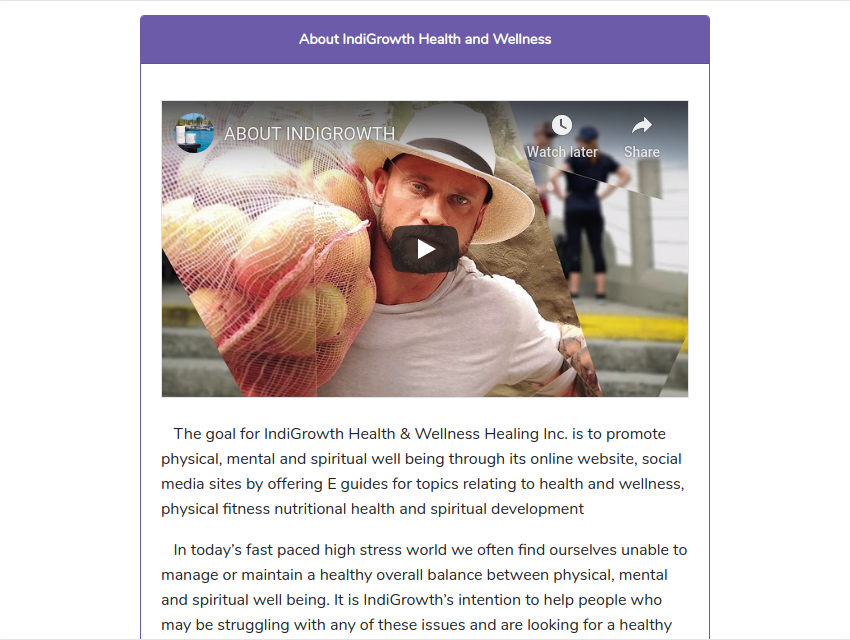 About IndiGrowth Health and Wellness
ABOUT INDIGROWTH
Watch later
Share
The goal for IndiGrowth Health & Wellness Healing Inc. is to promote
physical, mental and spiritual well being through its online website, social
media sites by offering E guides for topics relating to health and wellness,
physical fitness nutritional health and spiritual development
In today’s fast paced high stress world we often find ourselves unable to
manage or maintain a healthy overall balance between physical, mental
and spiritual well being. It is IndiGrowth’s intention to help people who
may be struggling with any of these issues and are looking for a healthy